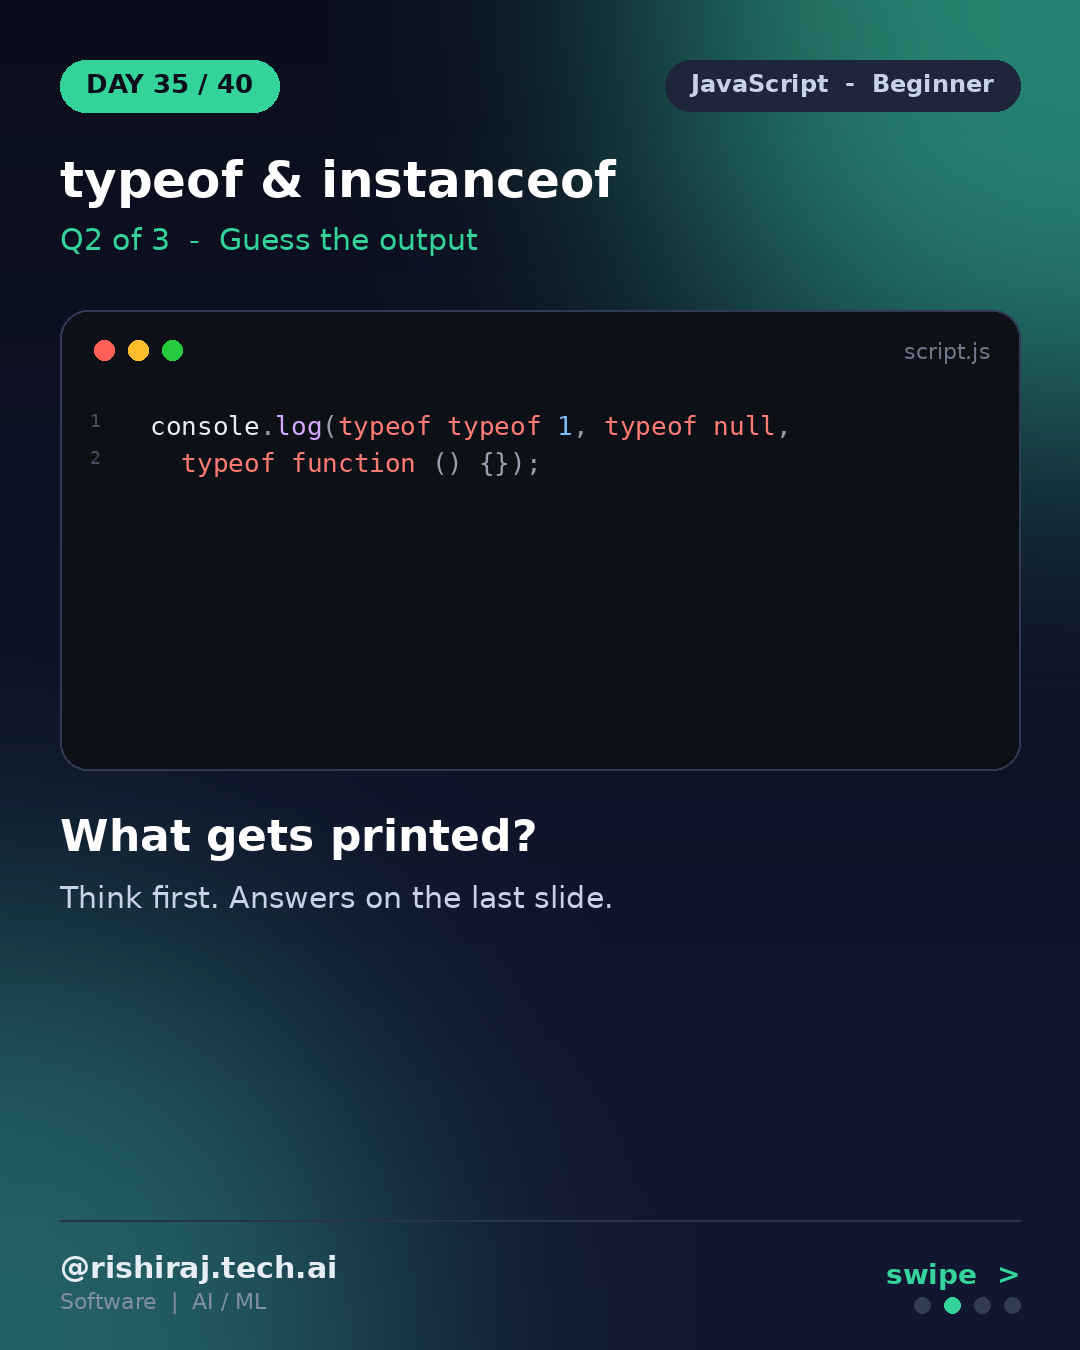 DAY 35 / 40
JavaScript - Beginner
typeof & instanceof
Q2 of 3 - Guess the output
script.js
1 console.log(typeof typeof 1, typeof null,
2 typeof function () {});
What gets printed?
Think first. Answers on the last slide.
@rishiraj.tech.ai
Software | AI / ML
swipe >